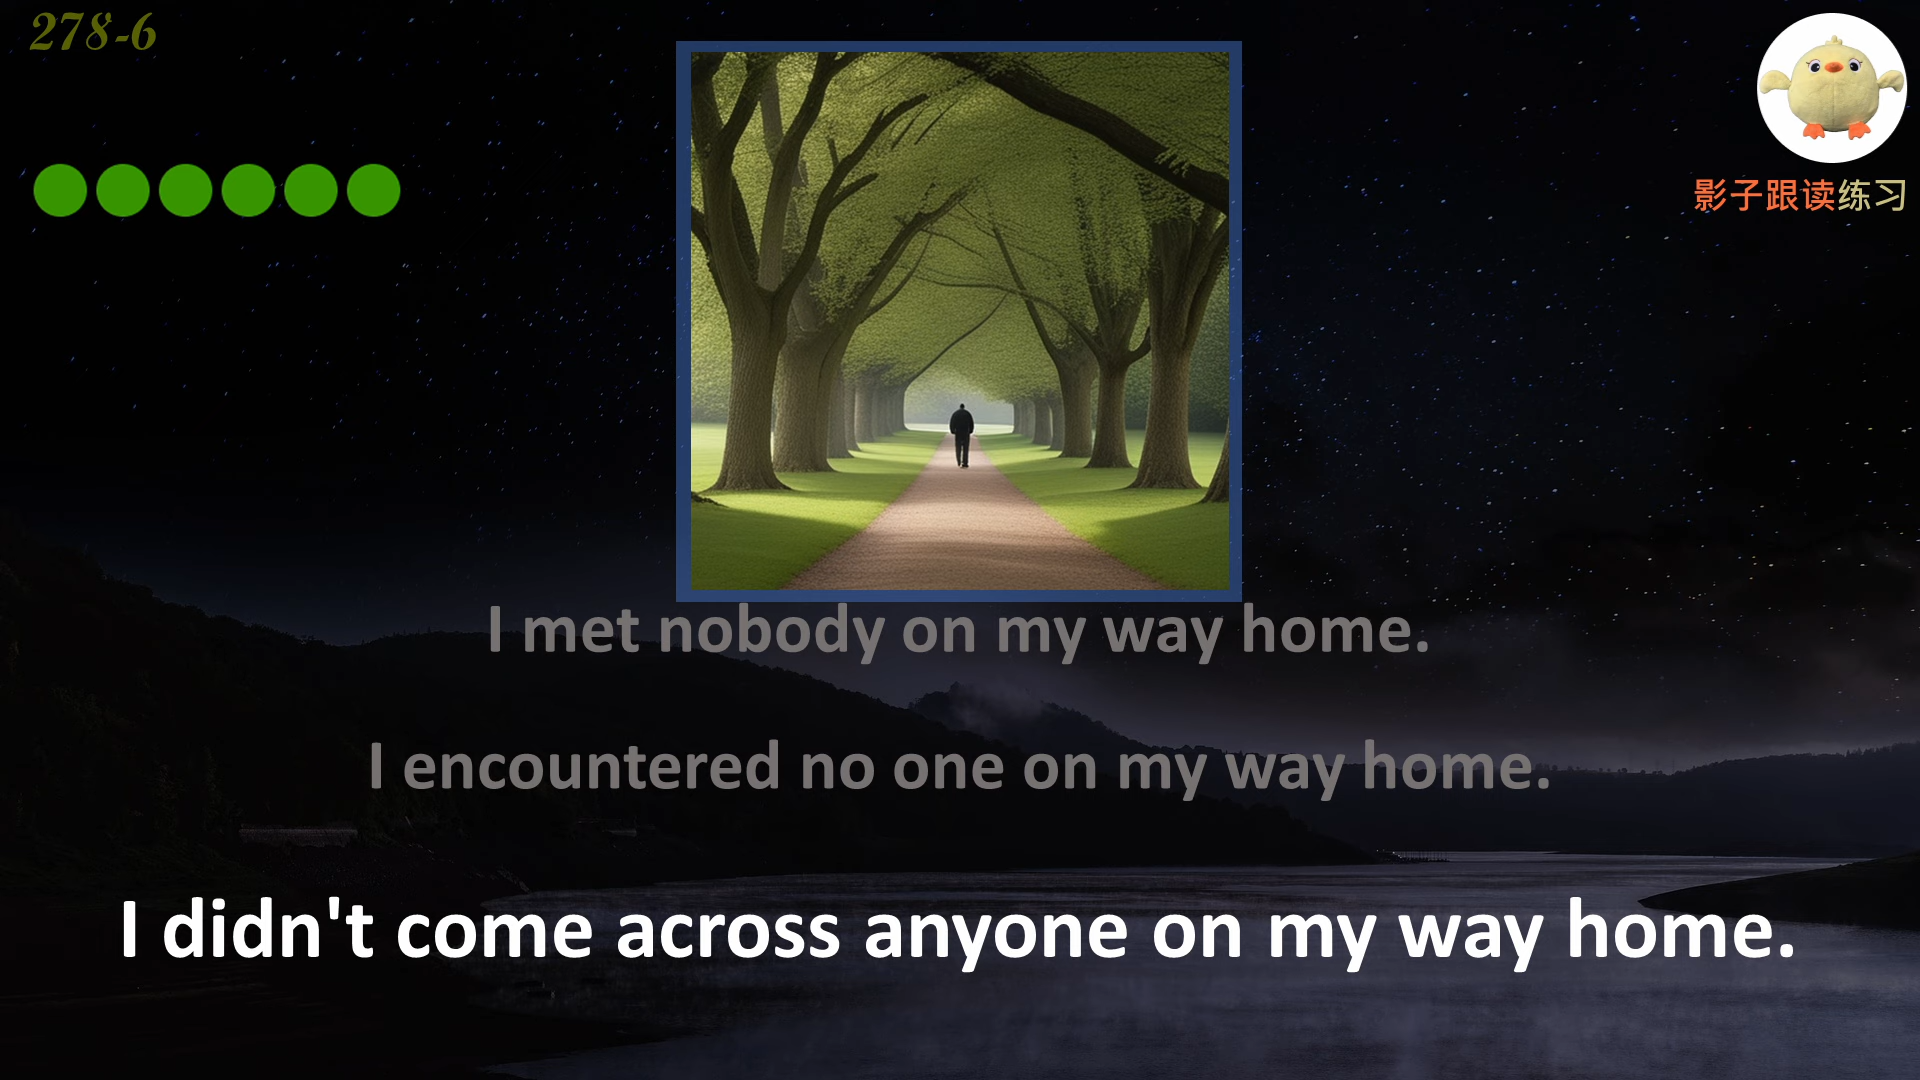 278-6
影子跟读练习
I met nobody on my way home.
I encountered no one on my way home.
I didn't come across anyone on my way home.